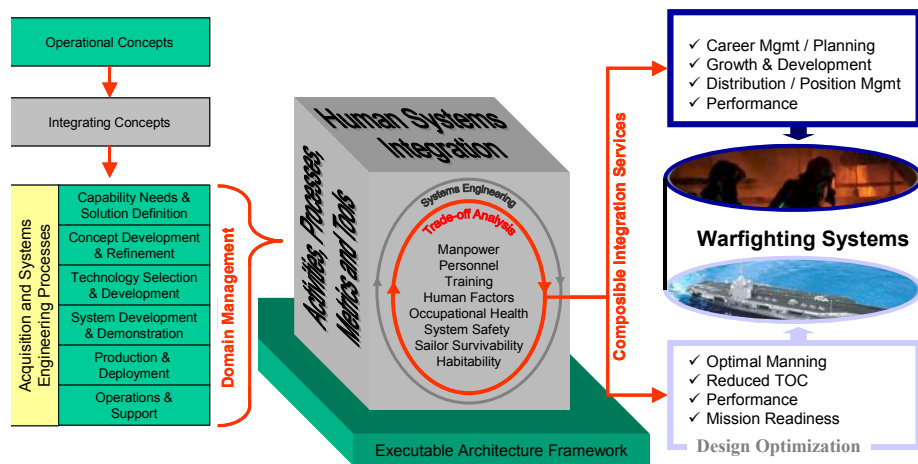 Operational Concepts
Integrating Concepts
Acquisition and Systems
Engineering Processes
Capability Needs &
Solution Definition
Concept Development
& Refinement
Technology Selection
& Development
System Development
& Demonstration
Production &
Deployment
Operations &
Support
Domain Management
Human Systems
Integration
Activities, Processes,
Metrics and Tools
Systems Engineering
Trade-off Analysis
Manpower
Personnel
Training
Human Factors
Occupational Health
System Safety
Sailor Survivability
Habitability
Executable Architecture Framework
Composible Integration Services
✓ Career Mgmt / Planning
✓ Growth & Development
✓ Distribution / Position Mgmt
✓ Performance
Warfighting Systems
✓ Optimal Manning
✓ Reduced TOC
✓ Performance
✓ Mission Readiness
Design Optimization